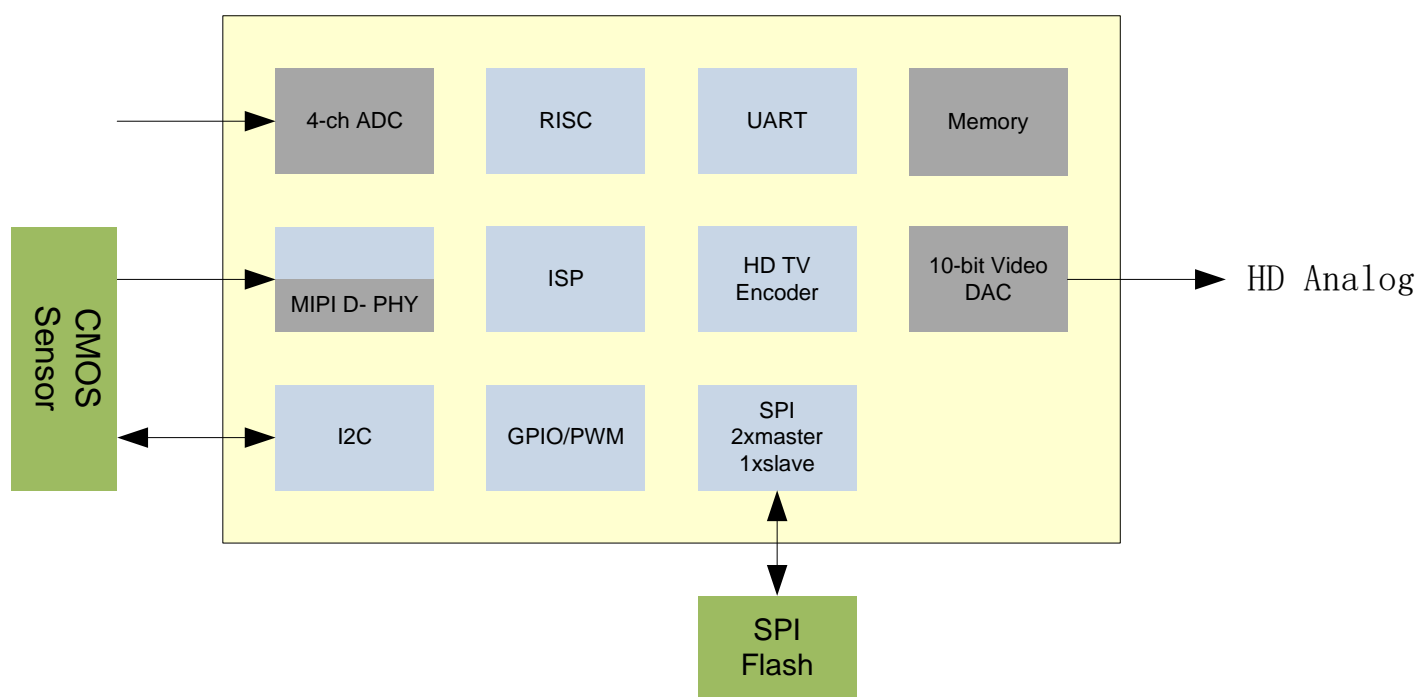 4-ch ADC
RISC
UART
Memory
MIPI D- PHY
ISP
HD TV
Encoder
10-bit Video
DAC
HD Analog
CMOS
Sensor
I2C
GPIO/PWM
SPI
2xmaster
1xslave
SPI
Flash